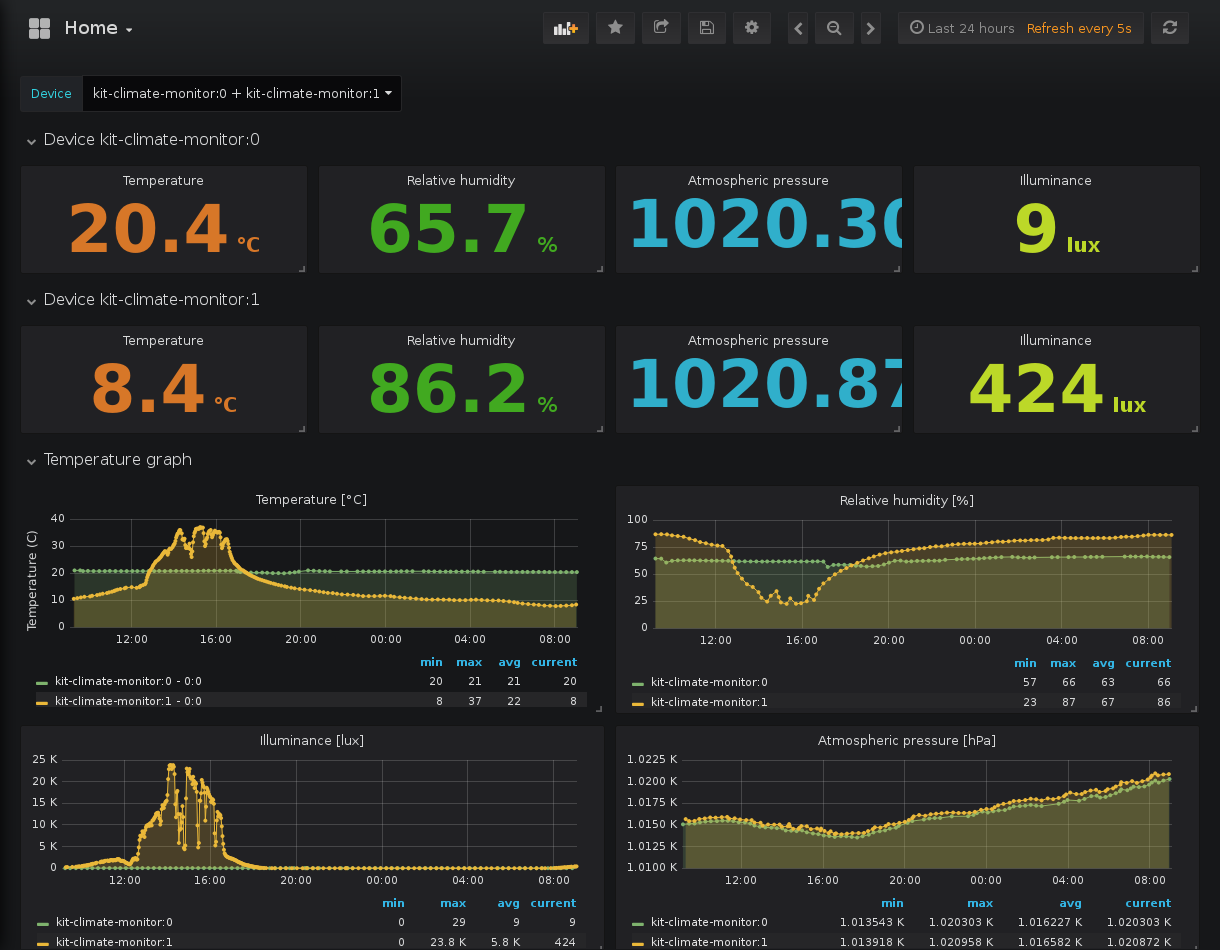 Home
Last 24 hours Refresh every 5s
Device kit-climate-monitor:0 + kit-climate-monitor:1
Device kit-climate-monitor:0
Temperature Relative humidity Atmospheric pressure Illuminance
20.4 °C 65.7 % 1020.30 9 lux
Device kit-climate-monitor:1
Temperature Relative humidity Atmospheric pressure Illuminance
8.4 °C 86.2 % 1020.87 424 lux
Temperature graph
Temperature [°C]
Temperature (C)
40
30
20
10
0
12:00 16:00 20:00 00:00 04:00 08:00
min max avg current
kit-climate-monitor:0 - 0:0 20 21 21 20
kit-climate-monitor:1 - 0:0 8 37 22 8
Relative humidity [%]
100
75
50
25
0
12:00 16:00 20:00 00:00 04:00 08:00
min max avg current
kit-climate-monitor:0 57 66 63 66
kit-climate-monitor:1 23 87 67 86
Illuminance [lux]
25 K
20 K
15 K
10 K
5 K
0
12:00 16:00 20:00 00:00 04:00 08:00
min max avg current
kit-climate-monitor:0 0 29 9 9
kit-climate-monitor:1 0 23.8 K 5.8 K 424
Atmospheric pressure [hPa]
1.0225 K
1.0200 K
1.0175 K
1.0150 K
1.0125 K
1.0100 K
12:00 16:00 20:00 00:00 04:00 08:00
min max avg current
kit-climate-monitor:0 1.013543 K 1.020303 K 1.016227 K 1.020303 K
kit-climate-monitor:1 1.013918 K 1.020958 K 1.016582 K 1.020872 K